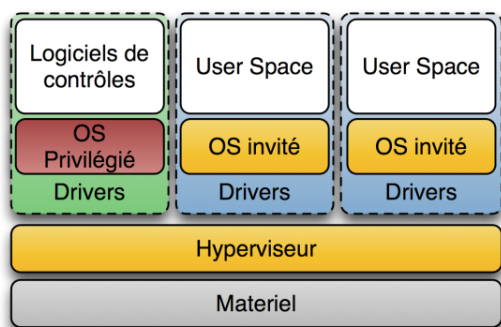 Logiciels de
contrôles
User Space
User Space
OS
Privilégié
OS invité
OS invité
Drivers
Drivers
Drivers
Hyperviseur
Materiel